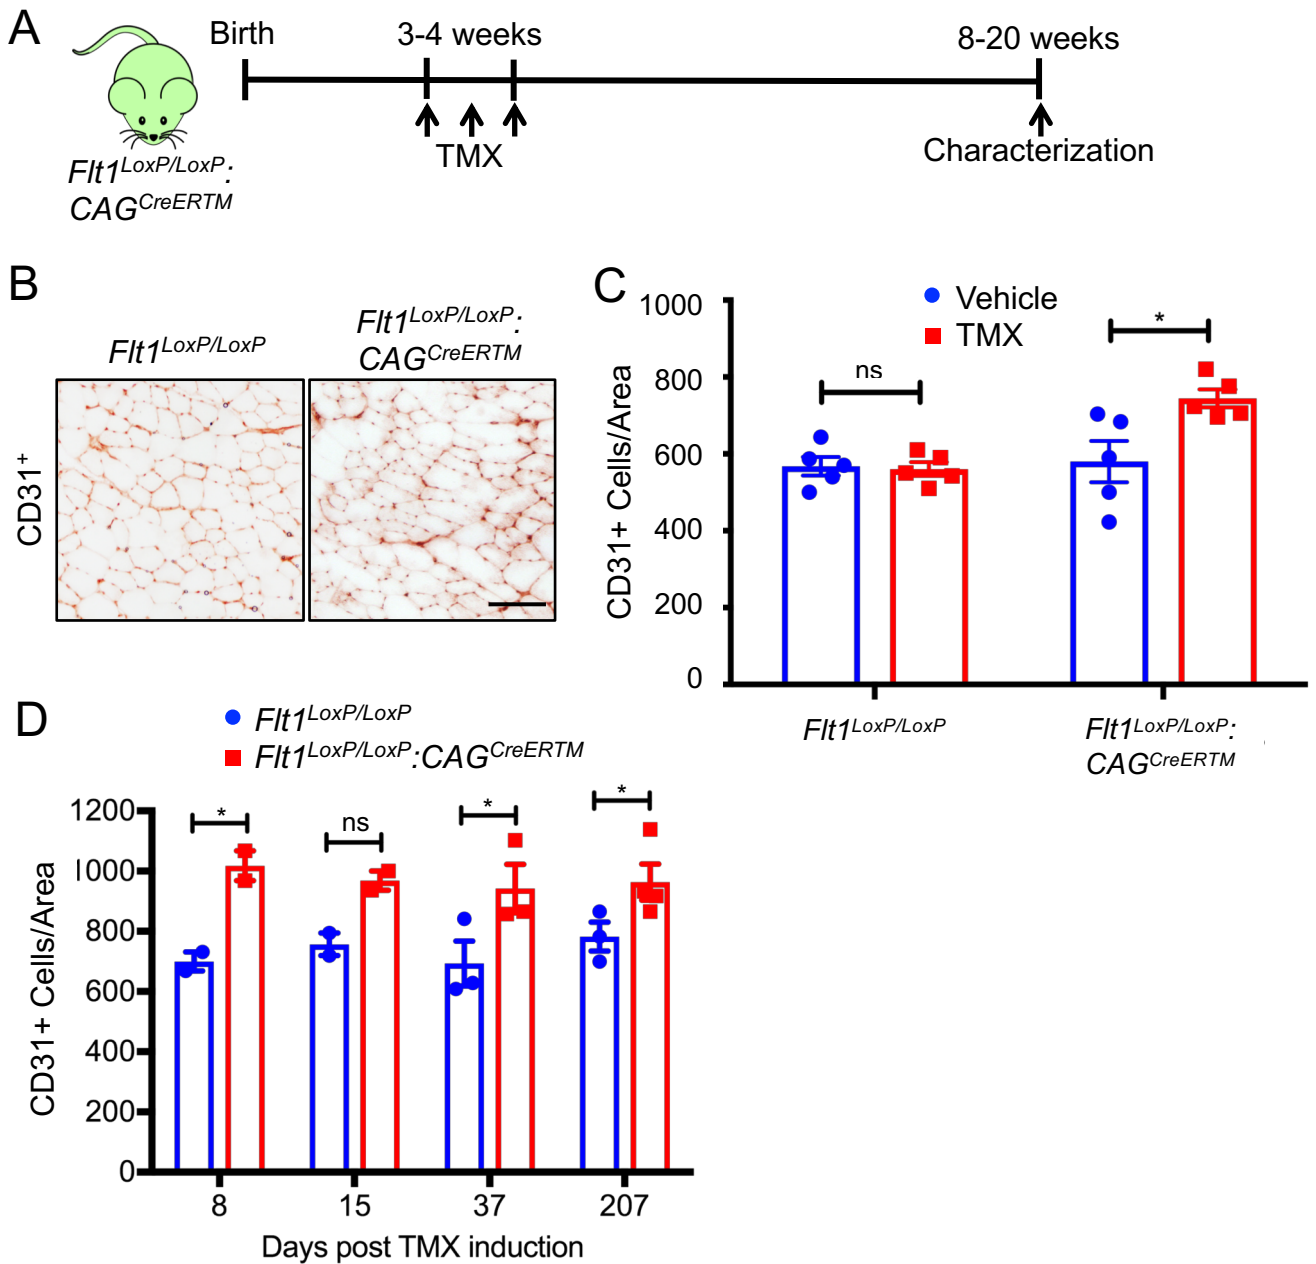 A
Birth
3-4 weeks
8-20 weeks
TMX
Characterization
Flt1LoxP/LoxP:
CAGCreERTM
B
Flt1LoxP/LoxP
Flt1LoxP/LoxP:
CAGCreERTM
CD31+
C
Vehicle
TMX
ns
*
CD31+ Cells/Area
1000
800
600
400
200
0
Flt1LoxP/LoxP
Flt1LoxP/LoxP:
CAGCreERTM
D
Flt1LoxP/LoxP
Flt1LoxP/LoxP:CAGCreERTM
*
ns
*
*
CD31+ Cells/Area
1200
1000
800
600
400
200
0
8
15
37
207
Days post TMX induction